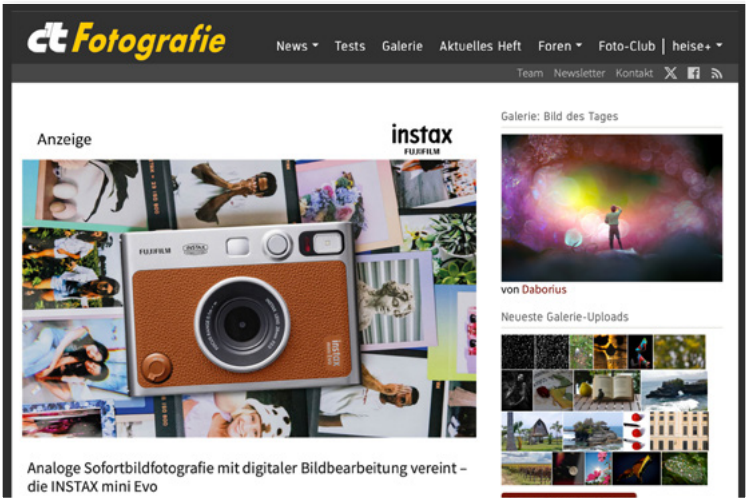 c't Fotografie
News Tests Galerie Aktuelles Heft Foren Foto-Club | heise+
Team Newsletter Kontakt
Anzeige
instax
FUJIFILM
FUJIFILM
instax
Analoge Sofortbildfotografie mit digitaler Bildbearbeitung vereint –
die INSTAX mini Evo
Galerie: Bild des Tages
von Daborius
Neueste Galerie-Uploads